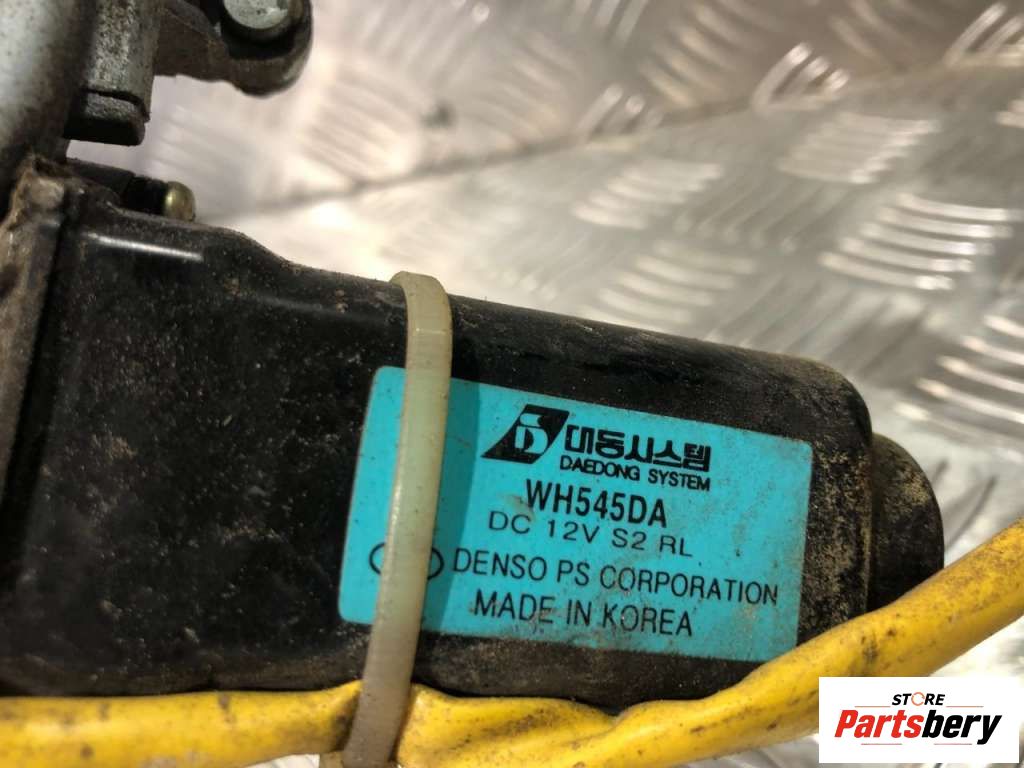 대동시스템
DAEDONG SYSTEM
WH545DA
DC 12V S2 RL
DENSO PS CORPORATION
MADE IN KOREA
STORE
Partsbery